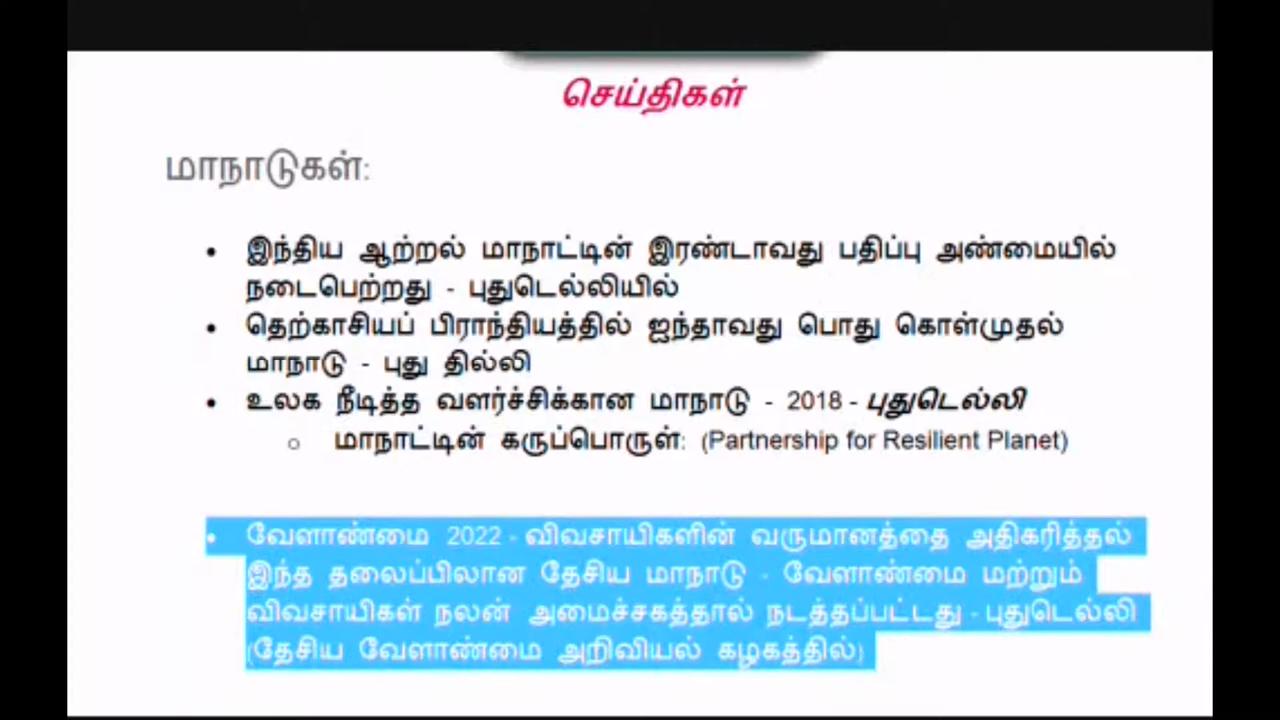 செய்திகள்
மாநாடுகள்:
• இந்திய ஆற்றல் மாநாட்டின் இரண்டாவது பதிப்பு அண்மையில்
நடைபெற்றது - புதுடெல்லியில்
• தெற்காசியப் பிராந்தியத்தில் ஐந்தாவது பொது கொள்முதல்
மாநாடு - புது தில்லி
• உலக நீடித்த வளர்ச்சிக்கான மாநாடு - 2018 - புதுடெல்லி
○ மாநாட்டின் கருப்பொருள்: (Partnership for Resilient Planet)
• வேளாண்மை 2022 - விவசாயிகளின் வருமானத்தை அதிகரித்தல்
இந்த தலைப்பிலான தேசிய மாநாடு - வேளாண்மை மற்றும்
விவசாயிகள் நலன் அமைச்சகத்தால் நடத்தப்பட்டது - புதுடெல்லி
(தேசிய வேளாண்மை அறிவியல் கழகத்தில்)